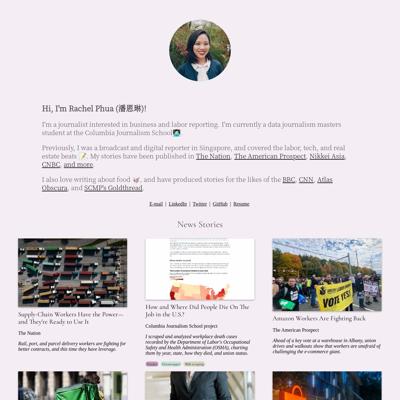 Hi, I'm Rachel Phua (潘恩琳)!
I'm a journalist interested in business and labor reporting. I'm currently a data journalism masters
student at the Columbia Journalism School
Previously, I was a broadcast and digital reporter in Singapore, and covered the labor, tech, and real
estate beats. My stories have been published in The Nation, The American Prospect, Nikkei Asia,
CNBC, and more.
I also love writing about food, and have produced stories for the likes of the BBC, CNN, Atlas
Obscura, and SCMP's Goldthread.
E-mail | LinkedIn | Twitter | GitHub | Resume
News Stories
Supply-Chain Workers Have the Power—
and They're Ready to Use It
The Nation
Rail, port, and parcel delivery workers are fighting for
better contracts, and this time they have leverage.
How and Where Did People Die On The
Job in the U.S.?
Columbia Journalism School project
I scraped and analyzed workplace death cases
recorded by the Department of Labor's Occupational
Safety and Health Administration (OSHA), charting
them by year, state, how they died, and union status.
VOTE YES!
Amazon Workers Are Fighting Back
The American Prospect
Ahead of a key vote at a warehouse in Albany, union
drives and walkouts show that workers are unafraid of
challenging the e-commerce giant.